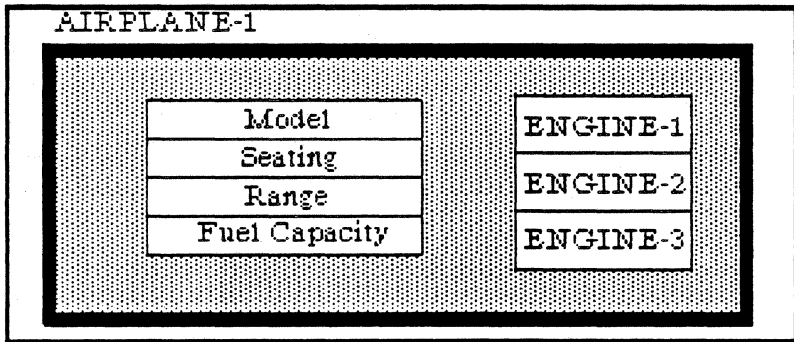 AIRPLANE-1
Model
Seating
Range
Fuel Capacity
ENGINE-1
ENGINE-2
ENGINE-3